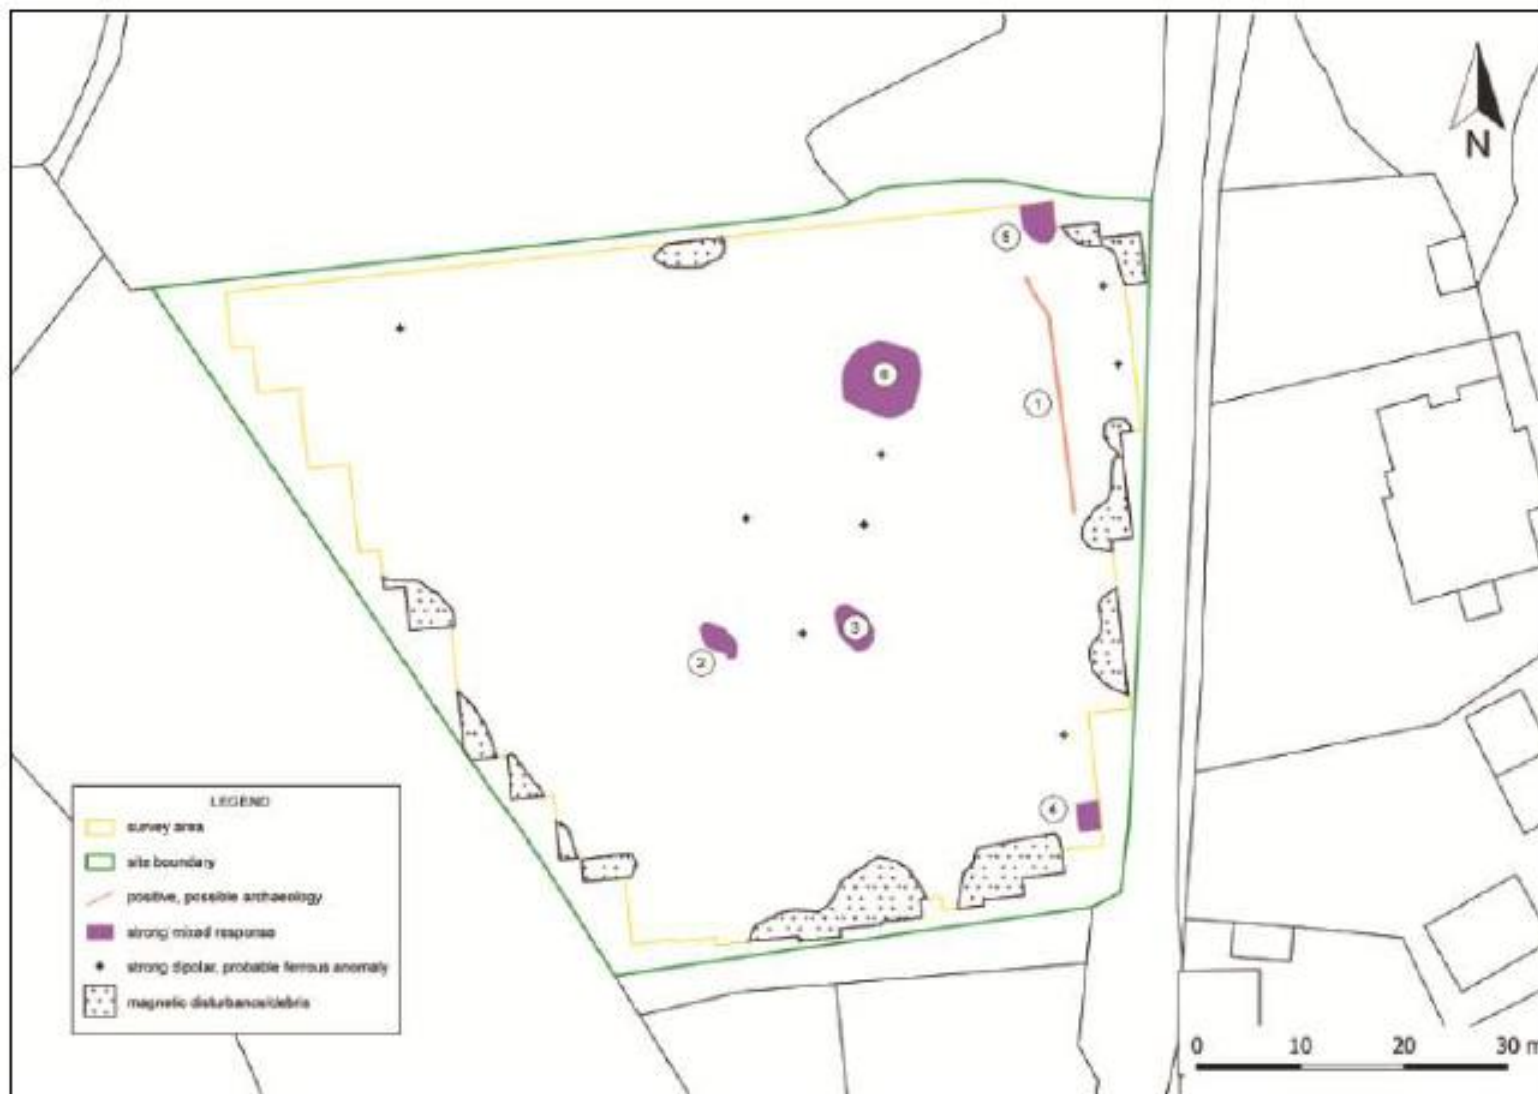 N
5
6
1
3
2
4
LEGEND
survey area
site boundary
positive, possible archaeology
strong mixed response
strong dipolar, probable ferrous anomaly
magnetic disturbance/debris
0 10 20 30 m